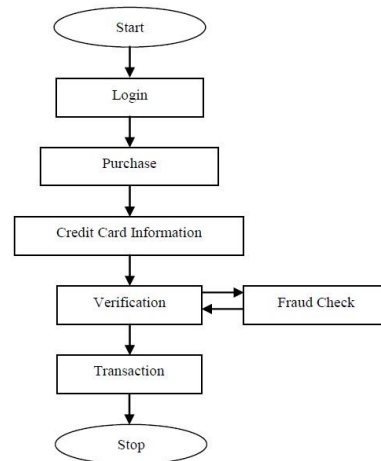 Start
Login
Purchase
Credit Card Information
Verification
Fraud Check
Transaction
Stop